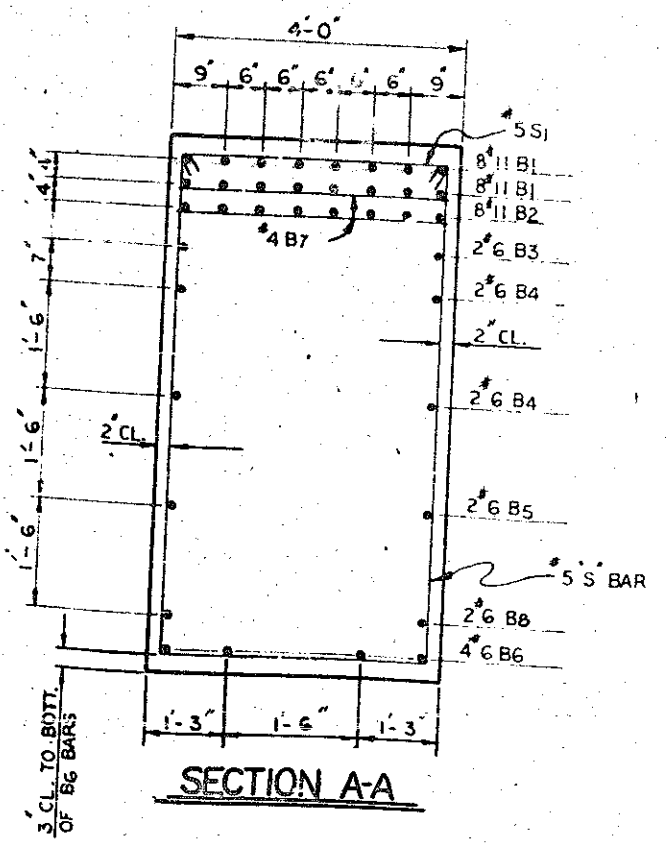 4'-0"
9" 6" 6" 6" 6" 6" 9"
#5 S1
8#11 B1
8#11 B1
8#11 B2
#4 B7
2#6 B3
2#6 B4
2" CL.
2#6 B4
2" CL.
2#6 B5
#5 "S" BAR
2#6 B8
4#6 B6
4" 4"
7"
1'-6"
1'-6"
1'-6"
3" CL. TO BOTT.
OF B6 BARS
1'-3" 1'-6" 1'-3"
SECTION A-A